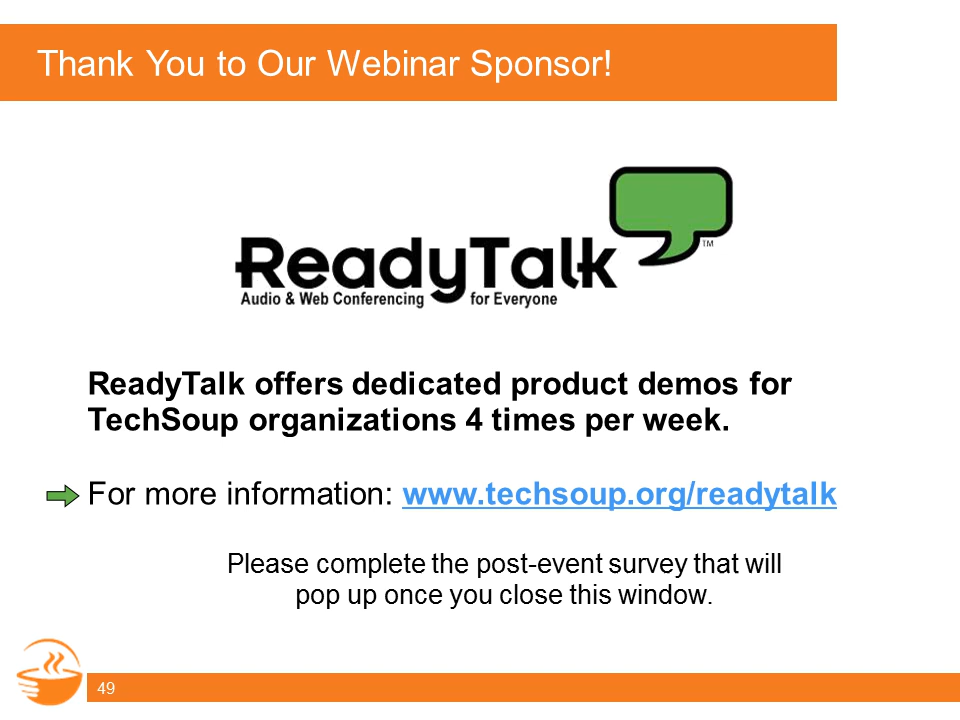 Thank You to Our Webinar Sponsor!
ReadyTalk
TM
Audio & Web Conferencing for Everyone
ReadyTalk offers dedicated product demos for
TechSoup organizations 4 times per week.
For more information: www.techsoup.org/readytalk
Please complete the post-event survey that will
pop up once you close this window.
49